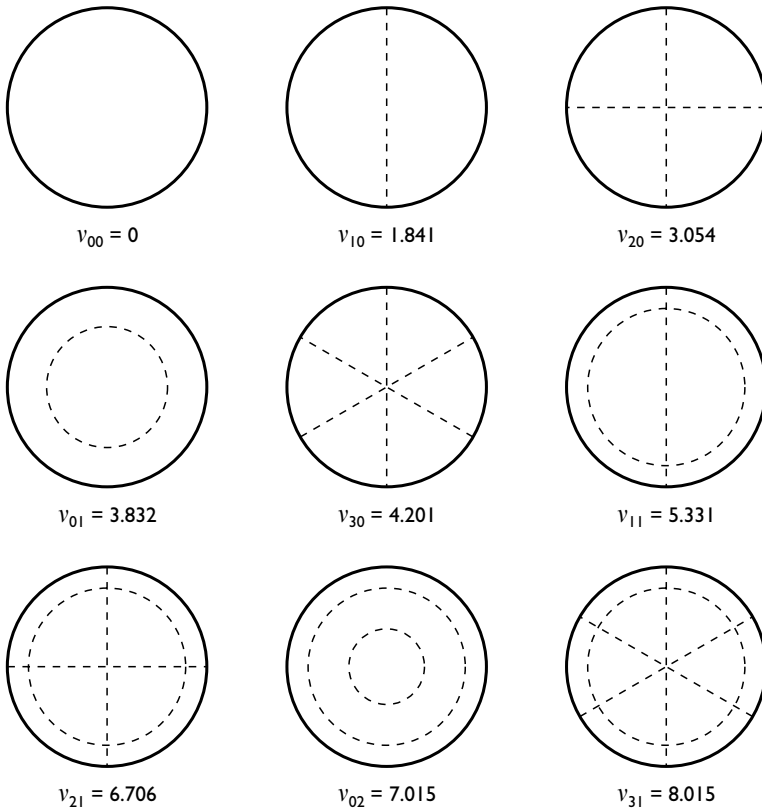 v00 = 0
v10 = 1.841
v20 = 3.054
v01 = 3.832
v30 = 4.201
v11 = 5.331
v21 = 6.706
v02 = 7.015
v31 = 8.015